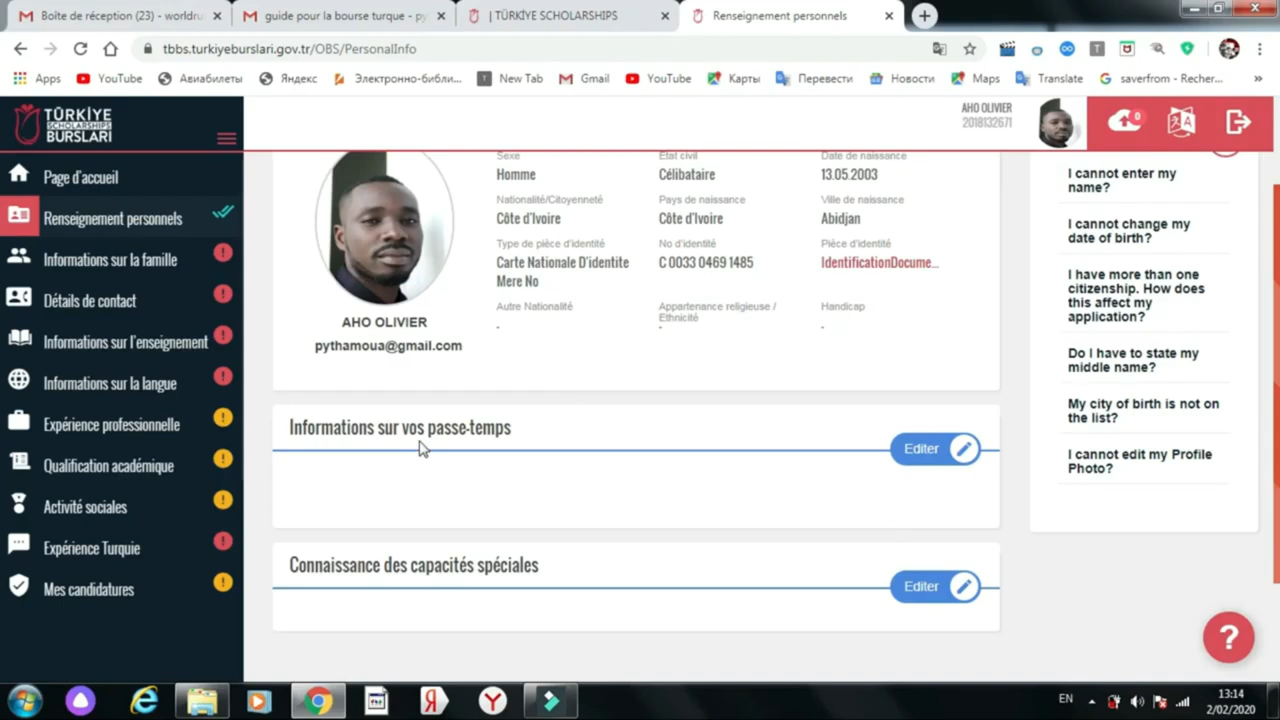 Boîte de réception (23) - worldru
guide pour la bourse turque - py
| TÜRKİYE SCHOLARSHIPS
Renseignement personnels
tbbs.turkiyeburslari.gov.tr/OBS/PersonalInfo
Apps
YouTube
Авиабилеты
Яндекс
Электронно-библи...
New Tab
Gmail
YouTube
Карты
Перевести
Новости
Maps
Translate
saverfrom - Recher...
TÜRKİYE
SCHOLARSHIPS
BURSLARI
AHO OLIVIER
2018132671
0
Page d'accueil
Renseignement personnels
Informations sur la famille
Détails de contact
Informations sur l'enseignement
Informations sur la langue
Expérience professionnelle
Qualification académique
Activité sociales
Expérience Turquie
Mes candidatures
AHO OLIVIER
pythamoua@gmail.com
Sexe
Homme
Etat civil
Célibataire
Date de naissance
13.05.2003
Nationalité/Citoyenneté
Côte d'Ivoire
Pays de naissance
Côte d'Ivoire
Ville de naissance
Abidjan
Type de pièce d'identité
Carte Nationale D'identite
Mere No
No d'identité
C 0033 0469 1485
Pièce d'identité
IdentificationDocume...
Autre Nationalité
-
Appartenance religieuse /
Ethnicité
-
Handicap
-
Informations sur vos passe-temps
Editer
Connaissance des capacités spéciales
Editer
I cannot enter my
name?
I cannot change my
date of birth?
I have more than one
citizenship. How does
this affect my
application?
Do I have to state my
middle name?
My city of birth is not on
the list?
I cannot edit my Profile
Photo?
?
EN
13:14
2/02/2020